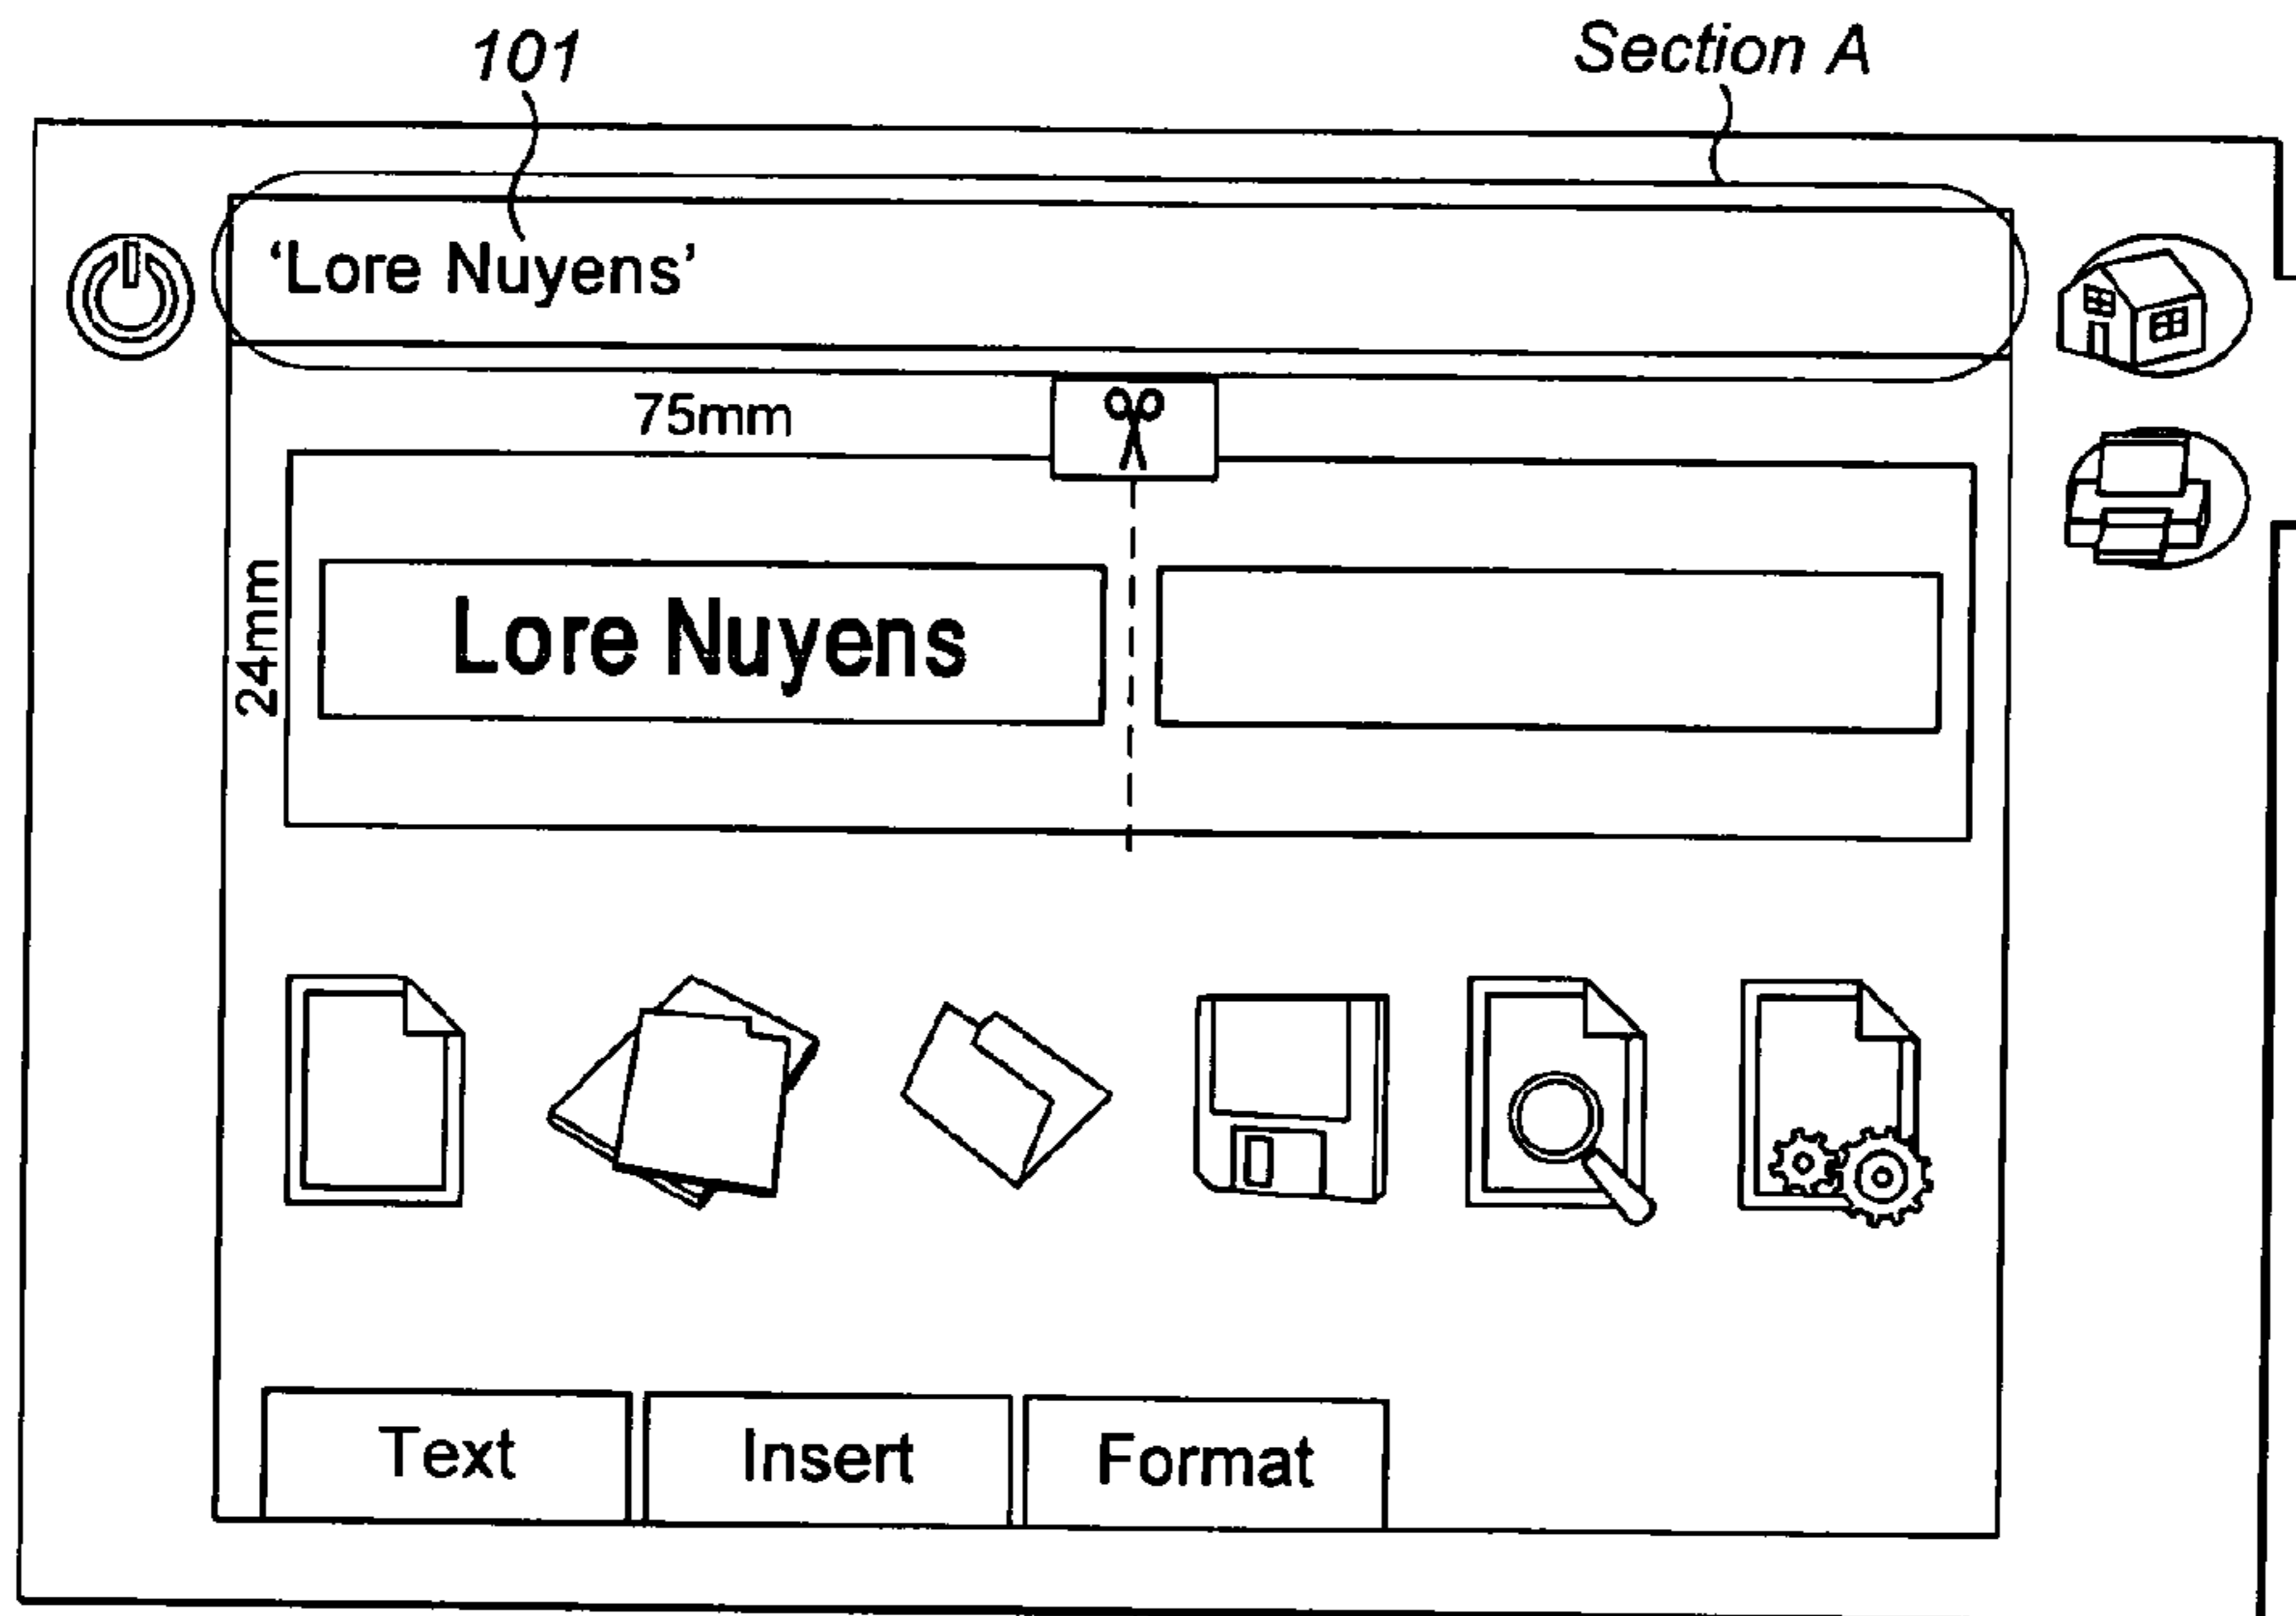 101
Section A
‘Lore Nuyens’
75mm
24mm
Lore Nuyens
Text
Insert
Format